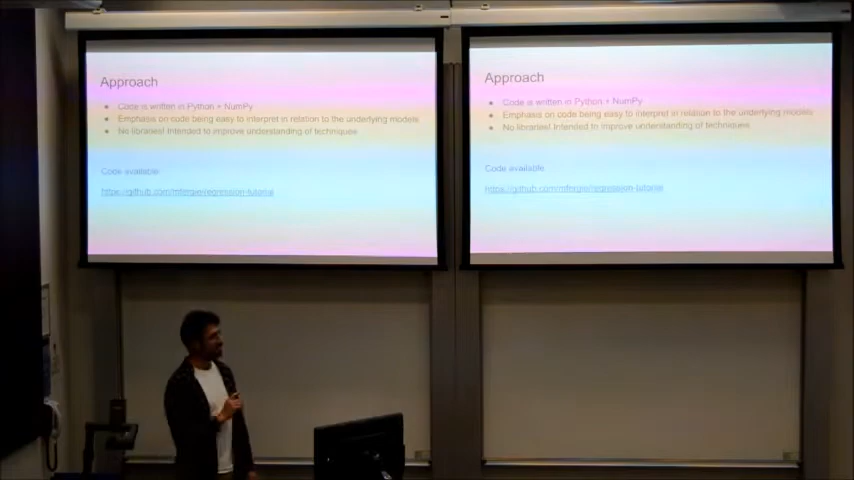 Approach
● Code is written in Python + NumPy
● Emphasis on code being easy to interpret in relation to the underlying models
● No libraries! Intended to improve understanding of techniques
Code available:
Approach
● Code is written in Python + NumPy
● Emphasis on code being easy to interpret in relation to the underlying models
● No libraries! Intended to improve understanding of techniques
Code available: